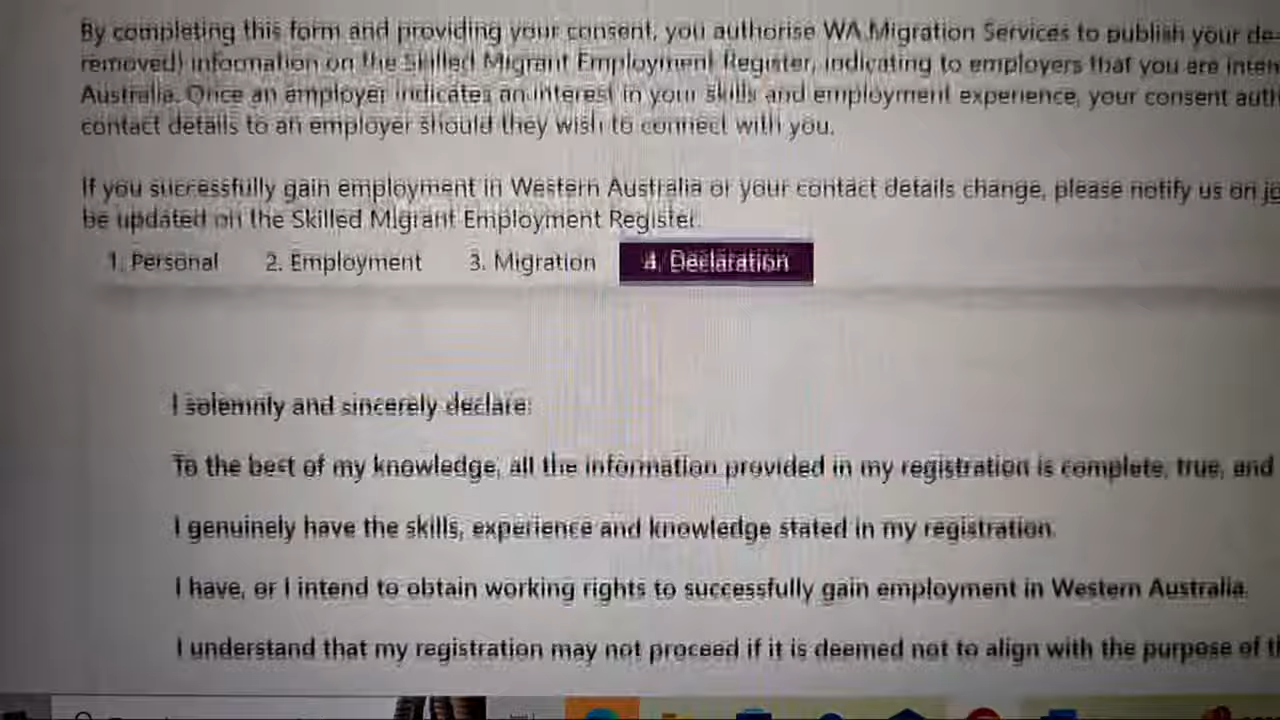 By completing this form and providing your consent, you authorise WA Migration Services to publish your de-
removed) information on the Skilled Migrant Employment Register, indicating to employers that you are inten
Australia. Once an employer indicates an interest in your skills and employment experience, your consent auth
contact details to an employer should they wish to connect with you.
If you successfully gain employment in Western Australia or your contact details change, please notify us on jo
be updated on the Skilled Migrant Employment Register.
1. Personal 2. Employment 3. Migration 4. Declaration
I solemnly and sincerely declare:
To the best of my knowledge, all the information provided in my registration is complete, true, and
I genuinely have the skills, experience and knowledge stated in my registration.
I have, or I intend to obtain working rights to successfully gain employment in Western Australia.
I understand that my registration may not proceed if it is deemed not to align with the purpose of th